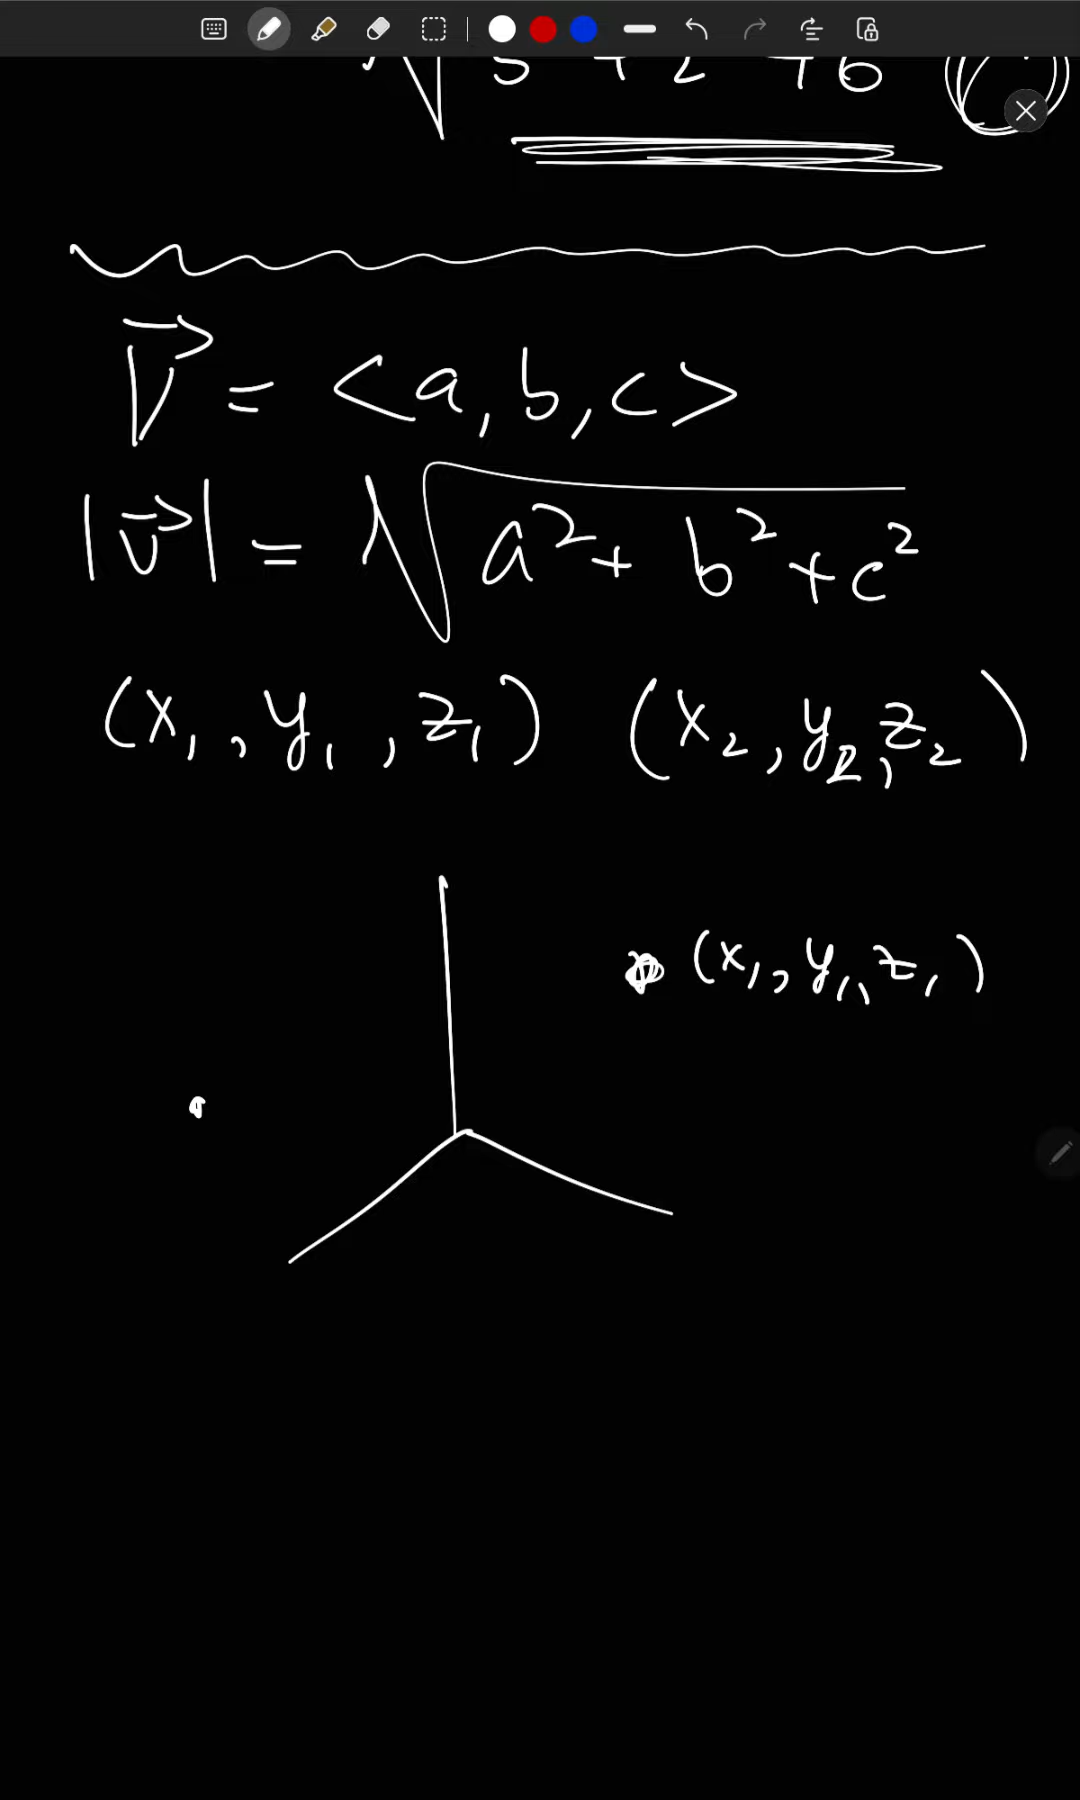 V⃗ = <a, b, c>
|v⃗| = √(a² + b² + c²)
(x₁, y₁, z₁) (x₂, y₂, z₂)
(x₁, y₁, z₁)